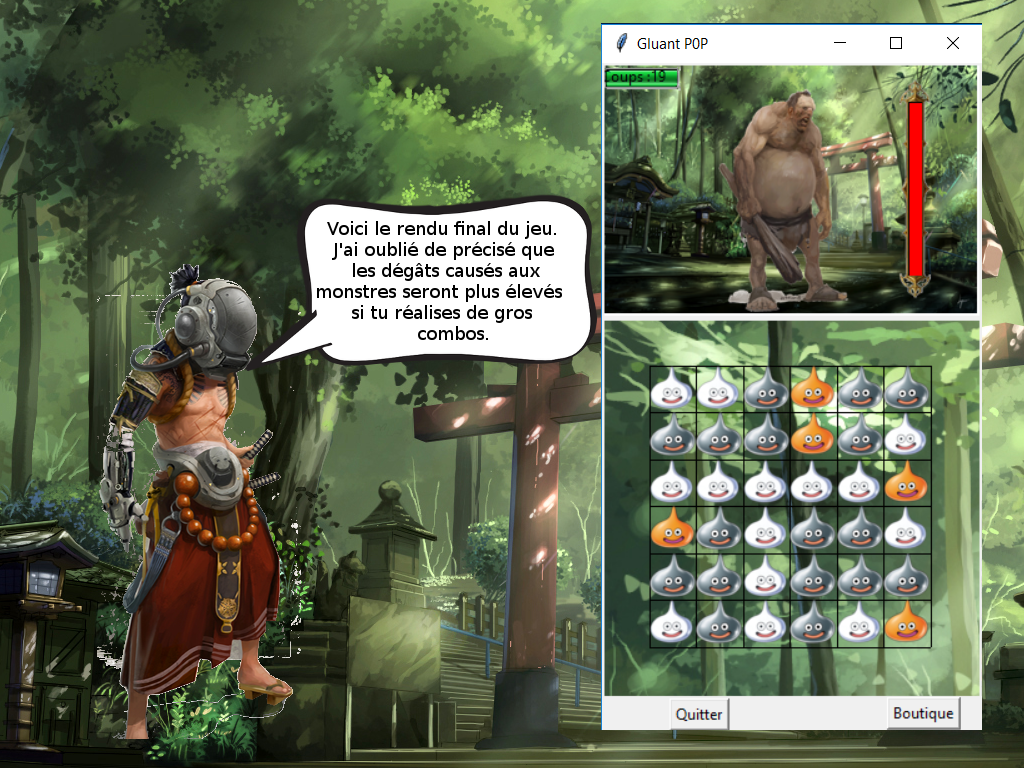 Gluant P0P
Coups :19
Voici le rendu final du jeu.
J'ai oublié de précisé que
les dégâts causés aux
monstres seront plus élevés
si tu réalises de gros
combos.
Quitter
Boutique